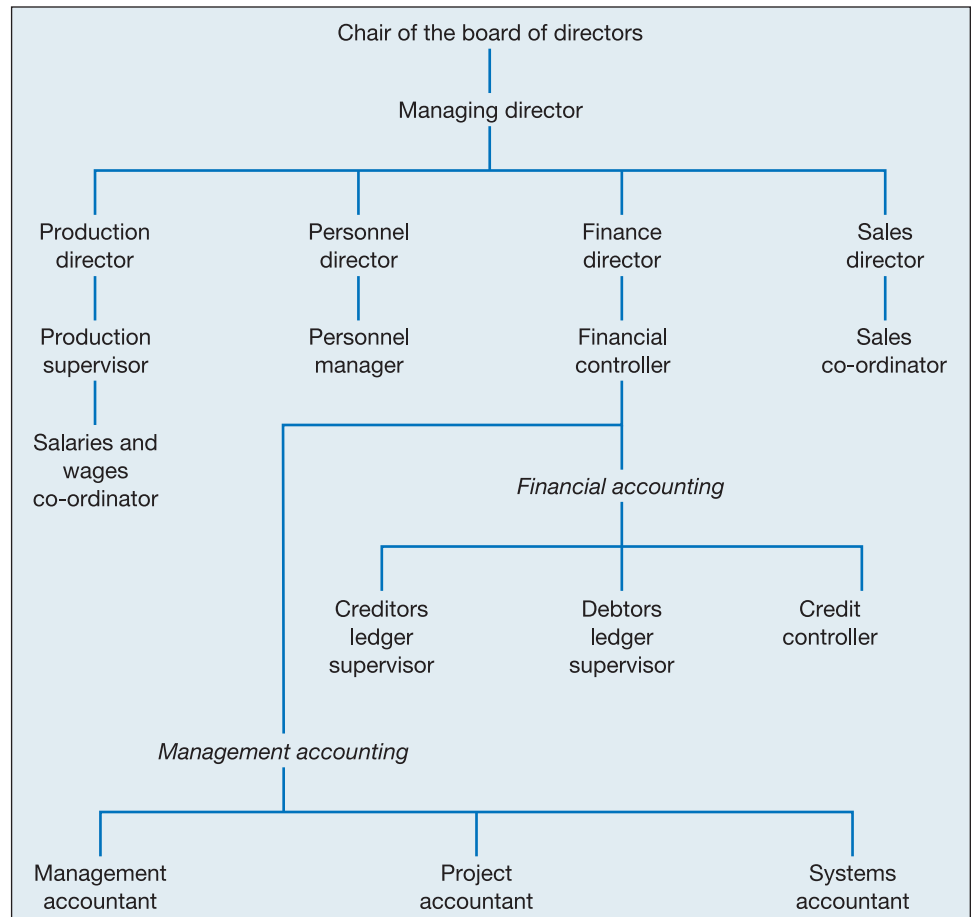 Chair of the board of directors
Managing director
Production
director
Personnel
director
Finance
director
Sales
director
Production
supervisor
Personnel
manager
Financial
controller
Sales
co-ordinator
Salaries and
wages
co-ordinator
Financial accounting
Creditors
ledger
supervisor
Debtors
ledger
supervisor
Credit
controller
Management accounting
Management
accountant
Project
accountant
Systems
accountant